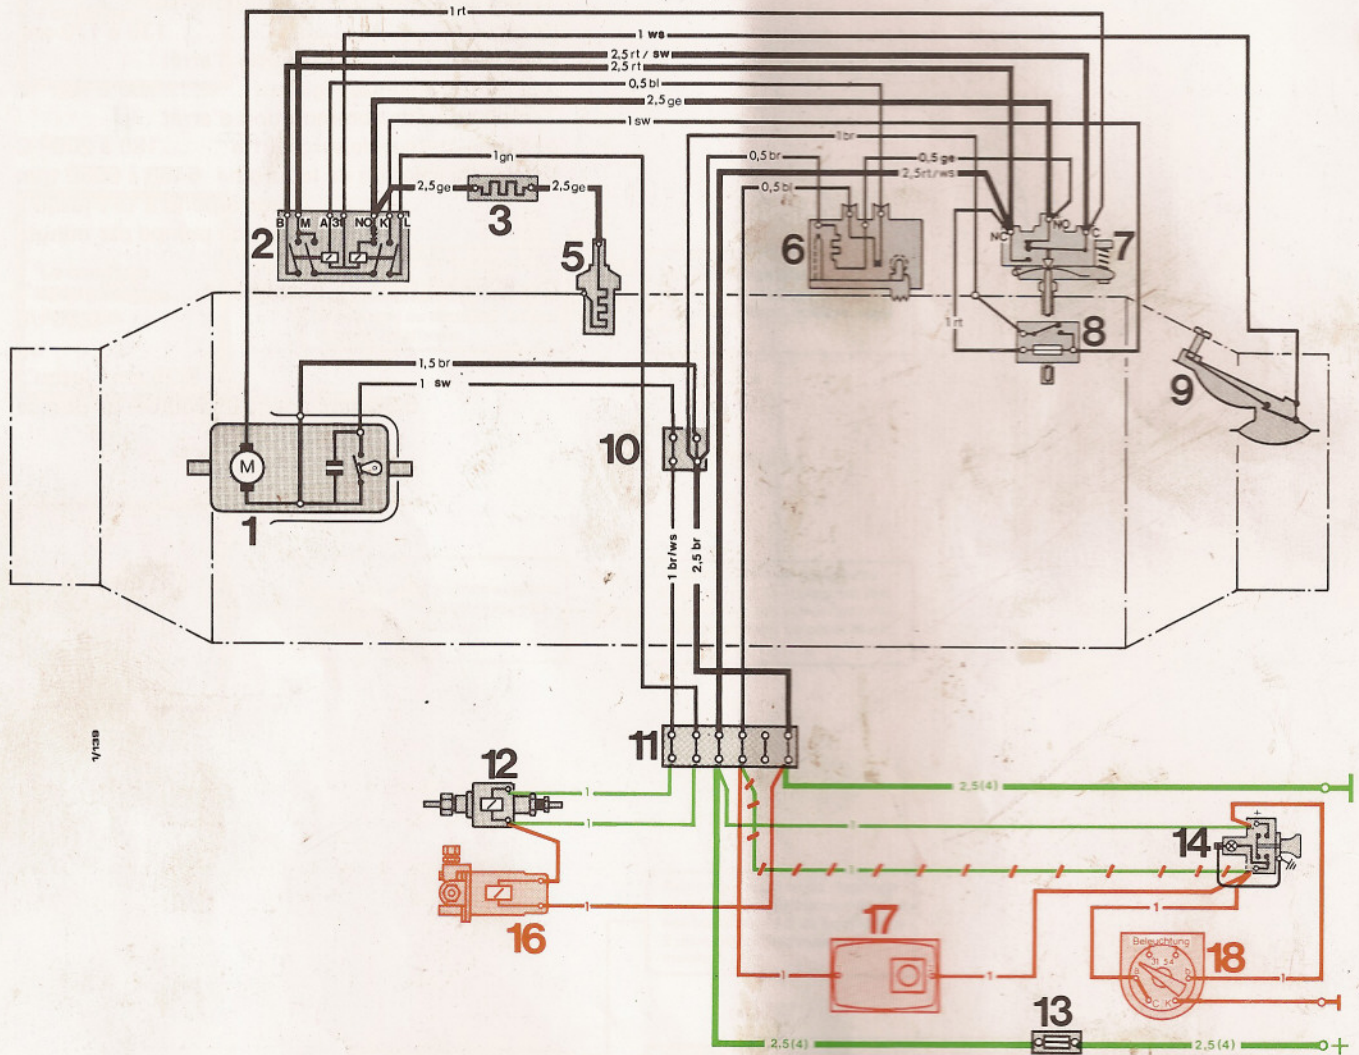 1 rt
1 ws
2,5 rt / sw
2,5 rt
0,5 bl
2,5 ge
1 sw
1 br
1 gn
0,5 br
0,5 ge
2,5 rt/ws
2,5 ge
2,5 ge
0,5 bl
3
B M A 31 NO K L
2
5
6
NC NO C
7
1 rt
8
9
1,5 br
1 sw
10
M
1
1 br/ws
2,5 br
11
1/139
12
1
2,5(4)
1
1
+
14
1
16
1
1
17
18
Beleuchtung
31 54
B b
C K
1
1
1
13
2,5(4)
2,5(4)
+